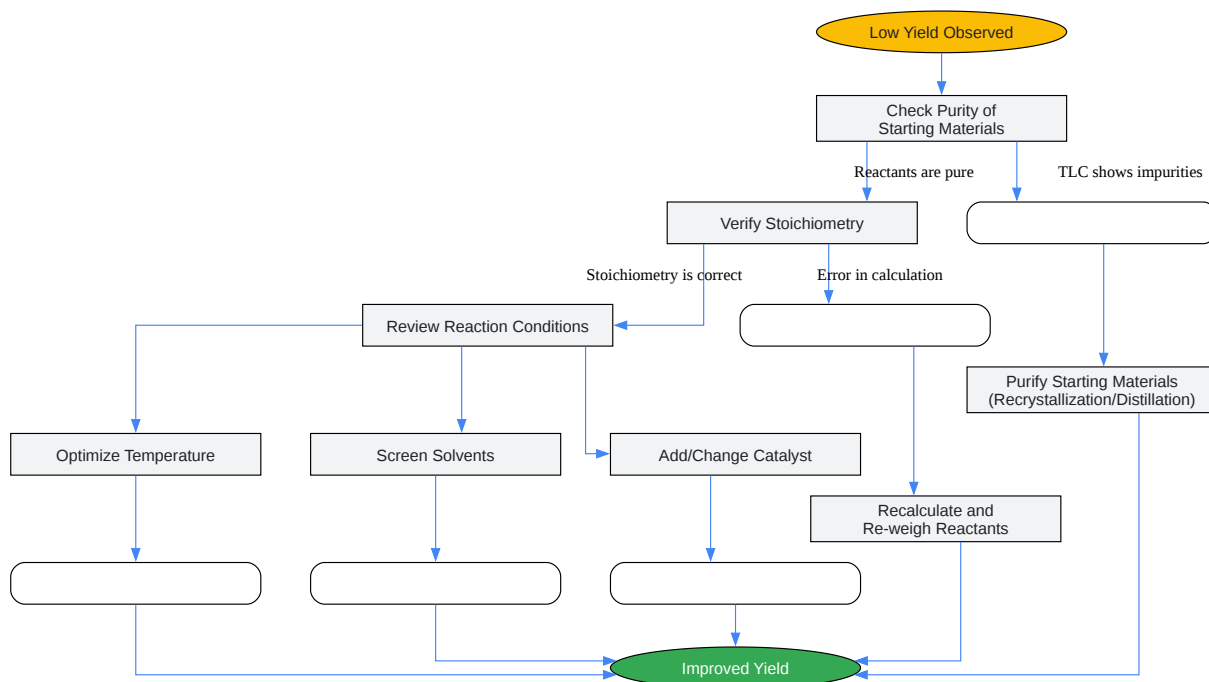 Low Yield Observed
Check Purity of
Starting Materials
Reactants are pure
TLC shows impurities
Verify Stoichiometry
Stoichiometry is correct
Error in calculation
Review Reaction Conditions
Purify Starting Materials
(Recrystallization/Distillation)
Optimize Temperature
Screen Solvents
Add/Change Catalyst
Recalculate and
Re-weigh Reactants
Improved Yield